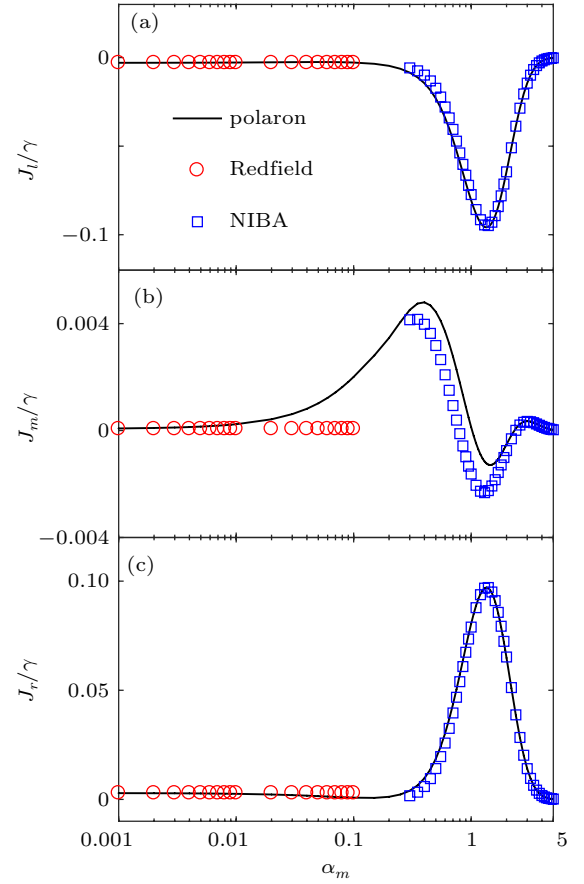 (a)
0
−0.1
J_l/γ
polaron
Redfield
NIBA
(b)
0.004
0
−0.004
J_m/γ
(c)
0.10
0.05
0
J_r/γ
0.001
0.01
0.1
1
5
α_m